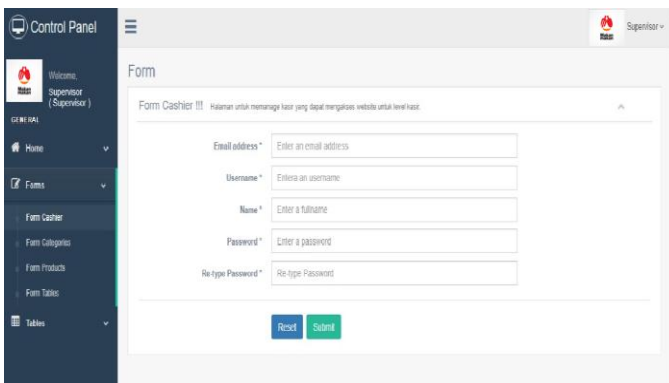 Control Panel
Supervisor
Welcome,
Supervisor
( Supervisor )
GENERAL
Home
Forms
Form Cashier
Form Categories
Form Products
Form Tables
Tables
Form
Form Cashier !!! Halaman untuk memanage kasir yang dapat mengakses website untuk level kasir.
Email address *
Enter an email address
Username *
Entera an username
Name *
Enter a fullname
Password *
Enter a password
Re-type Password *
Re-type Password
Reset
Submit